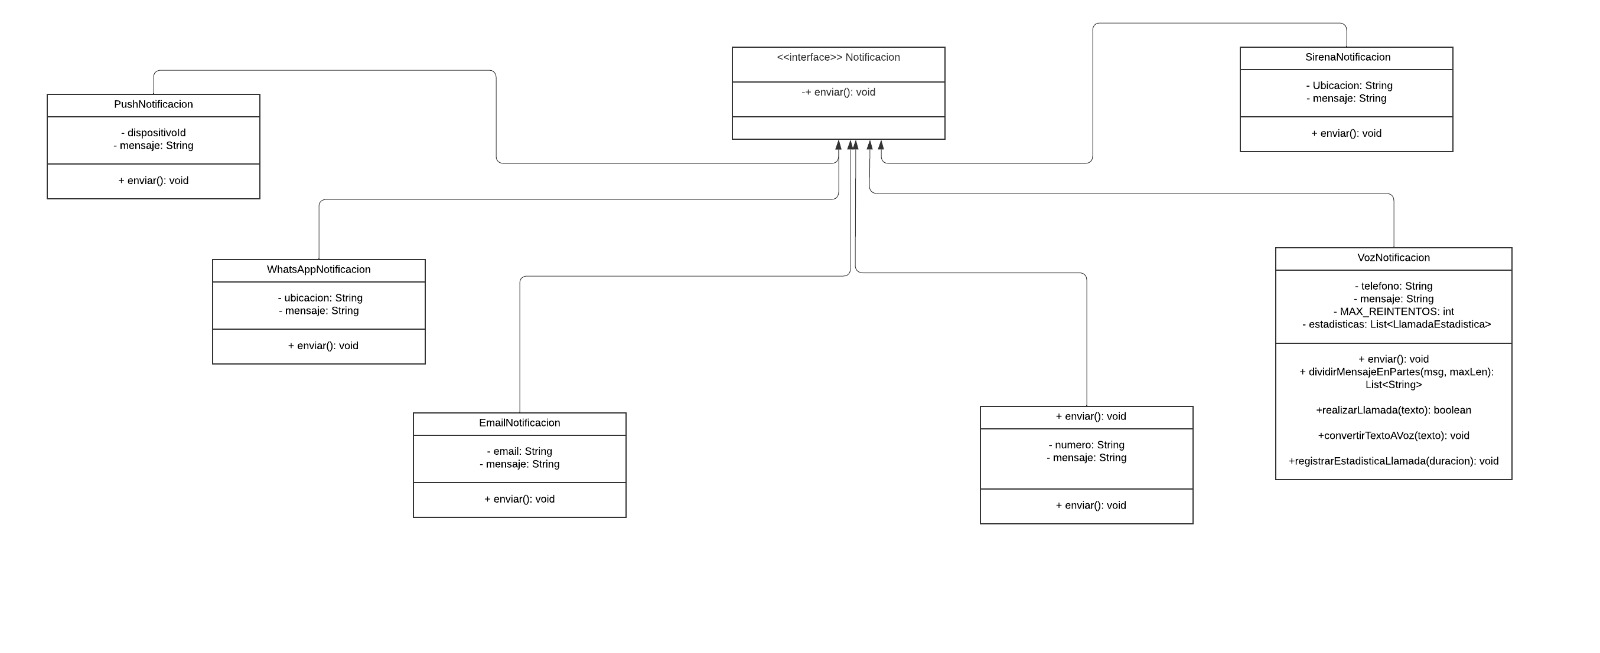 <<interface>> Notificacion
-+ enviar(): void
SirenaNotificacion
- Ubicacion: String
- mensaje: String
+ enviar(): void
PushNotificacion
- dispositivoId
- mensaje: String
+ enviar(): void
WhatsAppNotificacion
- ubicacion: String
- mensaje: String
+ enviar(): void
VozNotificacion
- telefono: String
- mensaje: String
- MAX_REINTENTOS: int
- estadisticas: List<LlamadaEstadistica>
+ enviar(): void
+ dividirMensajeEnPartes(msg, maxLen):
List<String>
+realizarLlamada(texto): boolean
+convertirTextoAVoz(texto): void
+registrarEstadisticaLlamada(duracion): void
EmailNotificacion
- email: String
- mensaje: String
+ enviar(): void
+ enviar(): void
- numero: String
- mensaje: String
+ enviar(): void